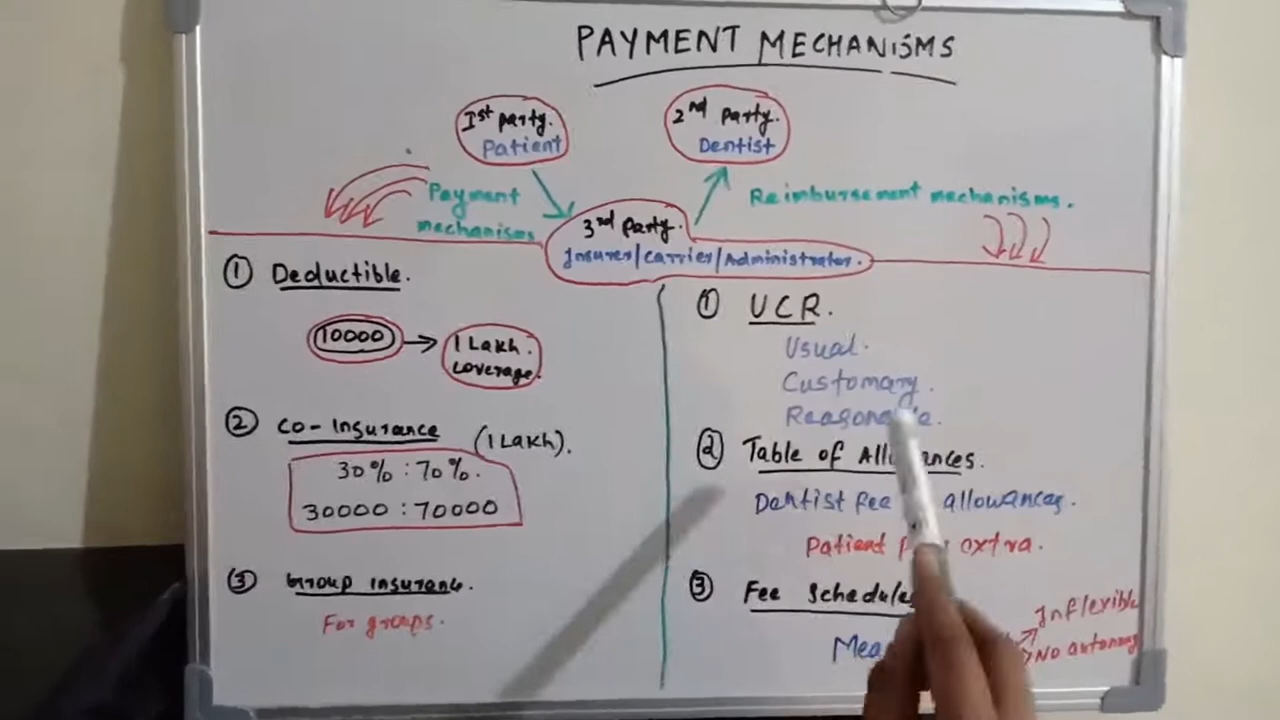 PAYMENT MECHANISMS
1st party.
Patient
2nd party.
Dentist
Payment
mechanisms
Reimbursement mechanisms.
3rd party.
Insurer/Carrier/Administrator.
① Deductible.
10000 → 1 Lakh.
coverage.
② Co-Insurance (1 Lakh).
30% : 70%.
30000 : 70000
③ Group insurance.
For groups.
① UCR.
Usual.
Customary.
② Table of
Dentist fee allowances.
Patient extra.
③ Fee Schedule
Inflexible
No autonomy